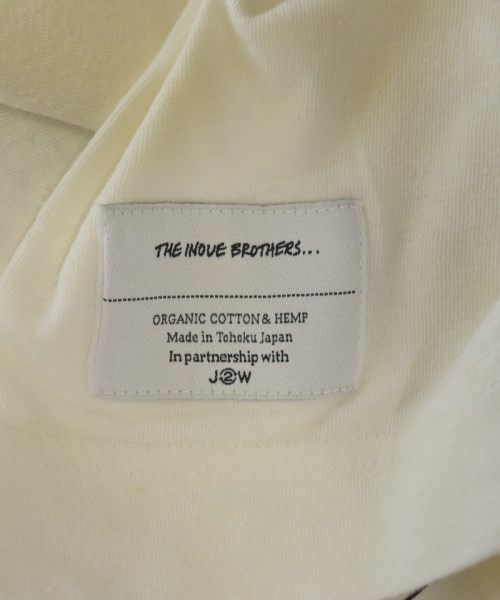 THE INOUE BROTHERS...
ORGANIC COTTON & HEMP
Made in Tohoku Japan
In partnership with
J②W